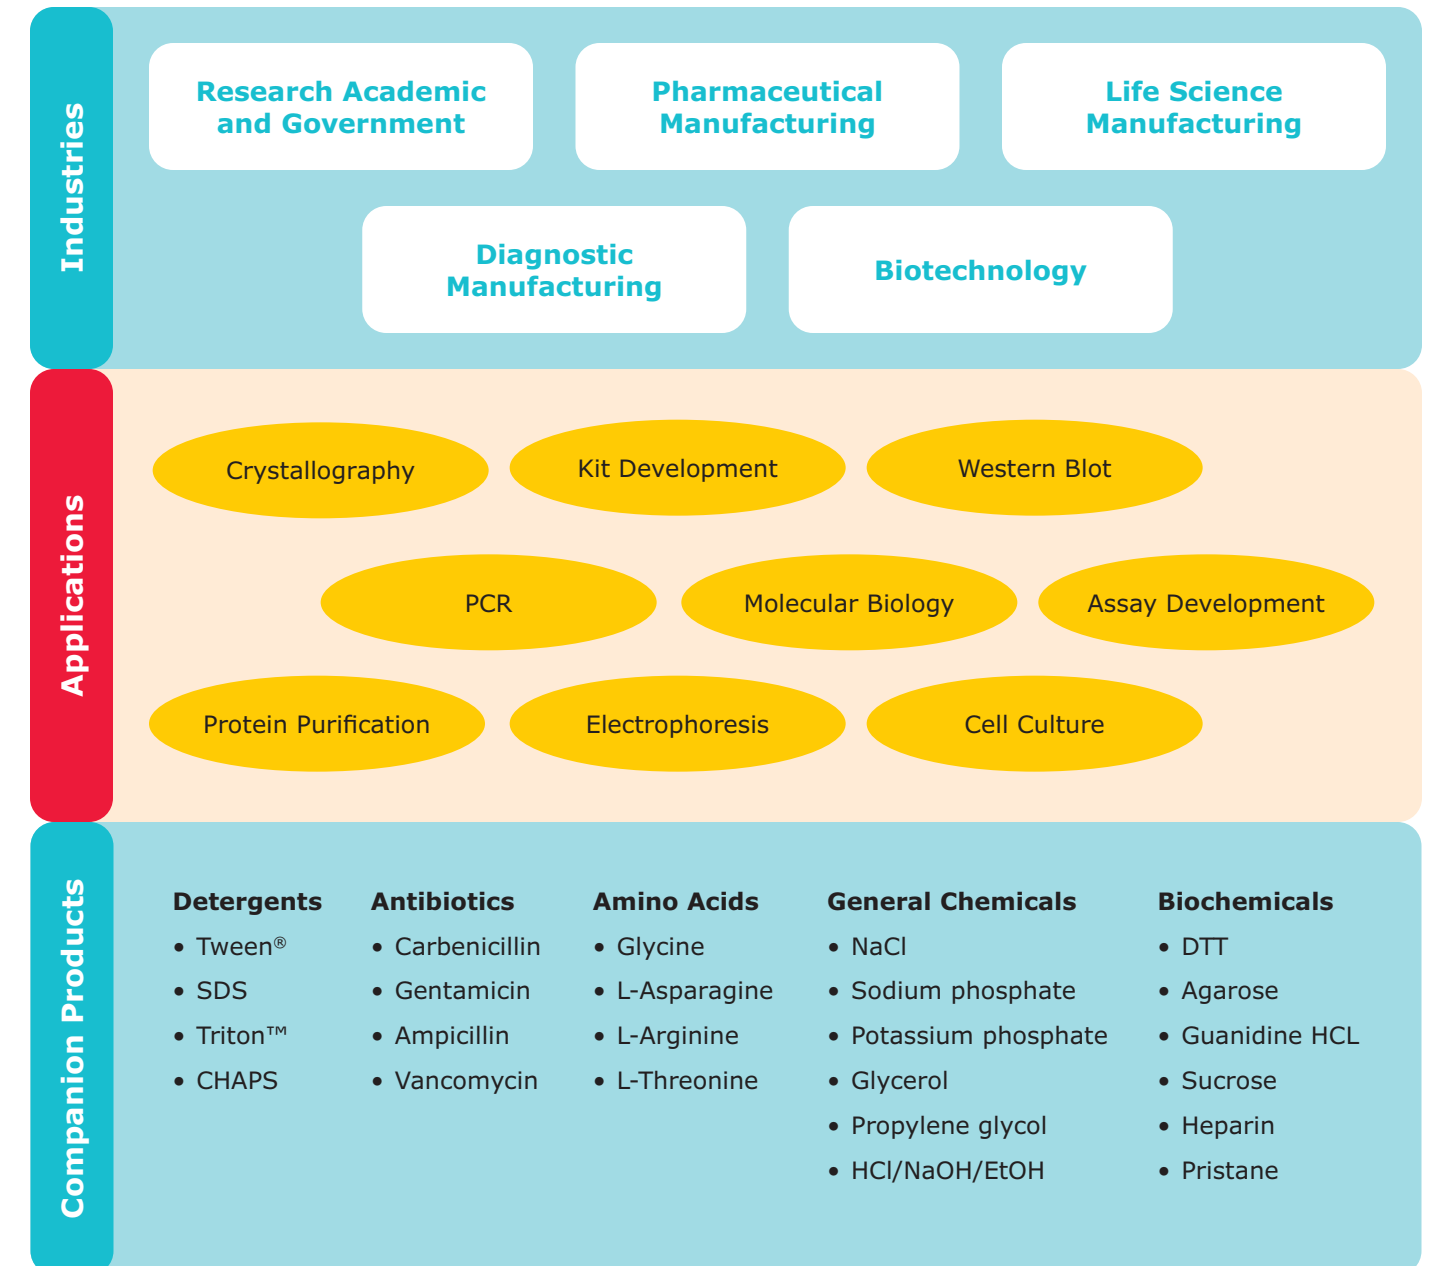 Industries
Research Academic
and Government
Pharmaceutical
Manufacturing
Life Science
Manufacturing
Diagnostic
Manufacturing
Biotechnology
Applications
Crystallography
Kit Development
Western Blot
PCR
Molecular Biology
Assay Development
Protein Purification
Electrophoresis
Cell Culture
Companion Products
Detergents
• Tween®
• SDS
• Triton™
• CHAPS
Antibiotics
• Carbenicillin
• Gentamicin
• Ampicillin
• Vancomycin
Amino Acids
• Glycine
• L-Asparagine
• L-Arginine
• L-Threonine
General Chemicals
• NaCl
• Sodium phosphate
• Potassium phosphate
• Glycerol
• Propylene glycol
• HCl/NaOH/EtOH
Biochemicals
• DTT
• Agarose
• Guanidine HCL
• Sucrose
• Heparin
• Pristane